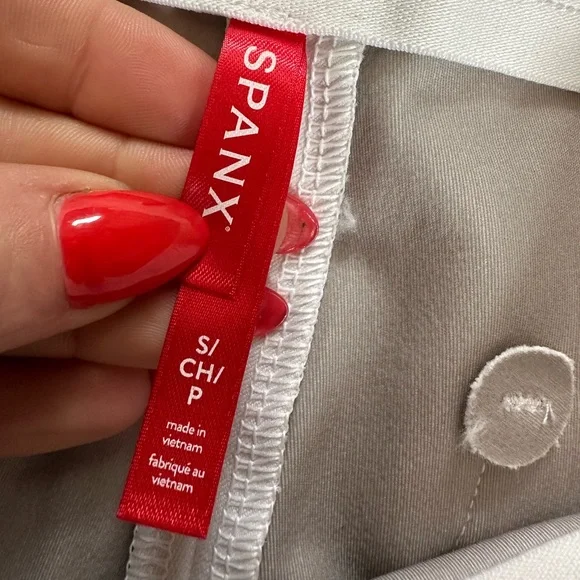 SPANX
S/
CH/
P
made in
vietnam
fabriqué au
vietnam